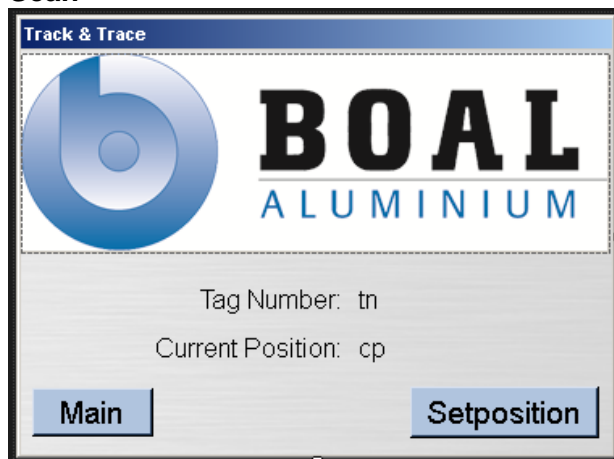 Track & Trace
BOAL
ALUMINIUM
Tag Number: tn
Current Position: cp
Main
Setposition